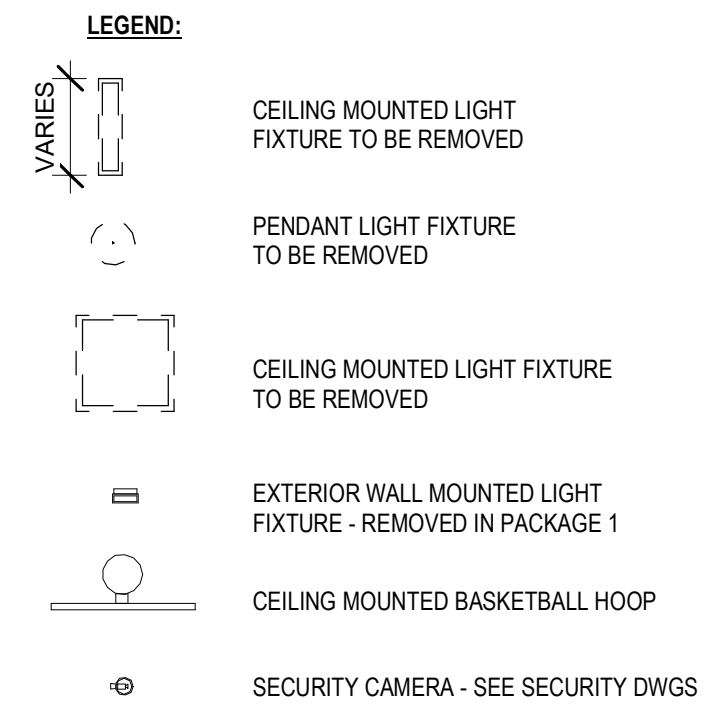 LEGEND:
VARIES
CEILING MOUNTED LIGHT
FIXTURE TO BE REMOVED
PENDANT LIGHT FIXTURE
TO BE REMOVED
CEILING MOUNTED LIGHT FIXTURE
TO BE REMOVED
EXTERIOR WALL MOUNTED LIGHT
FIXTURE - REMOVED IN PACKAGE 1
CEILING MOUNTED BASKETBALL HOOP
SECURITY CAMERA - SEE SECURITY DWGS